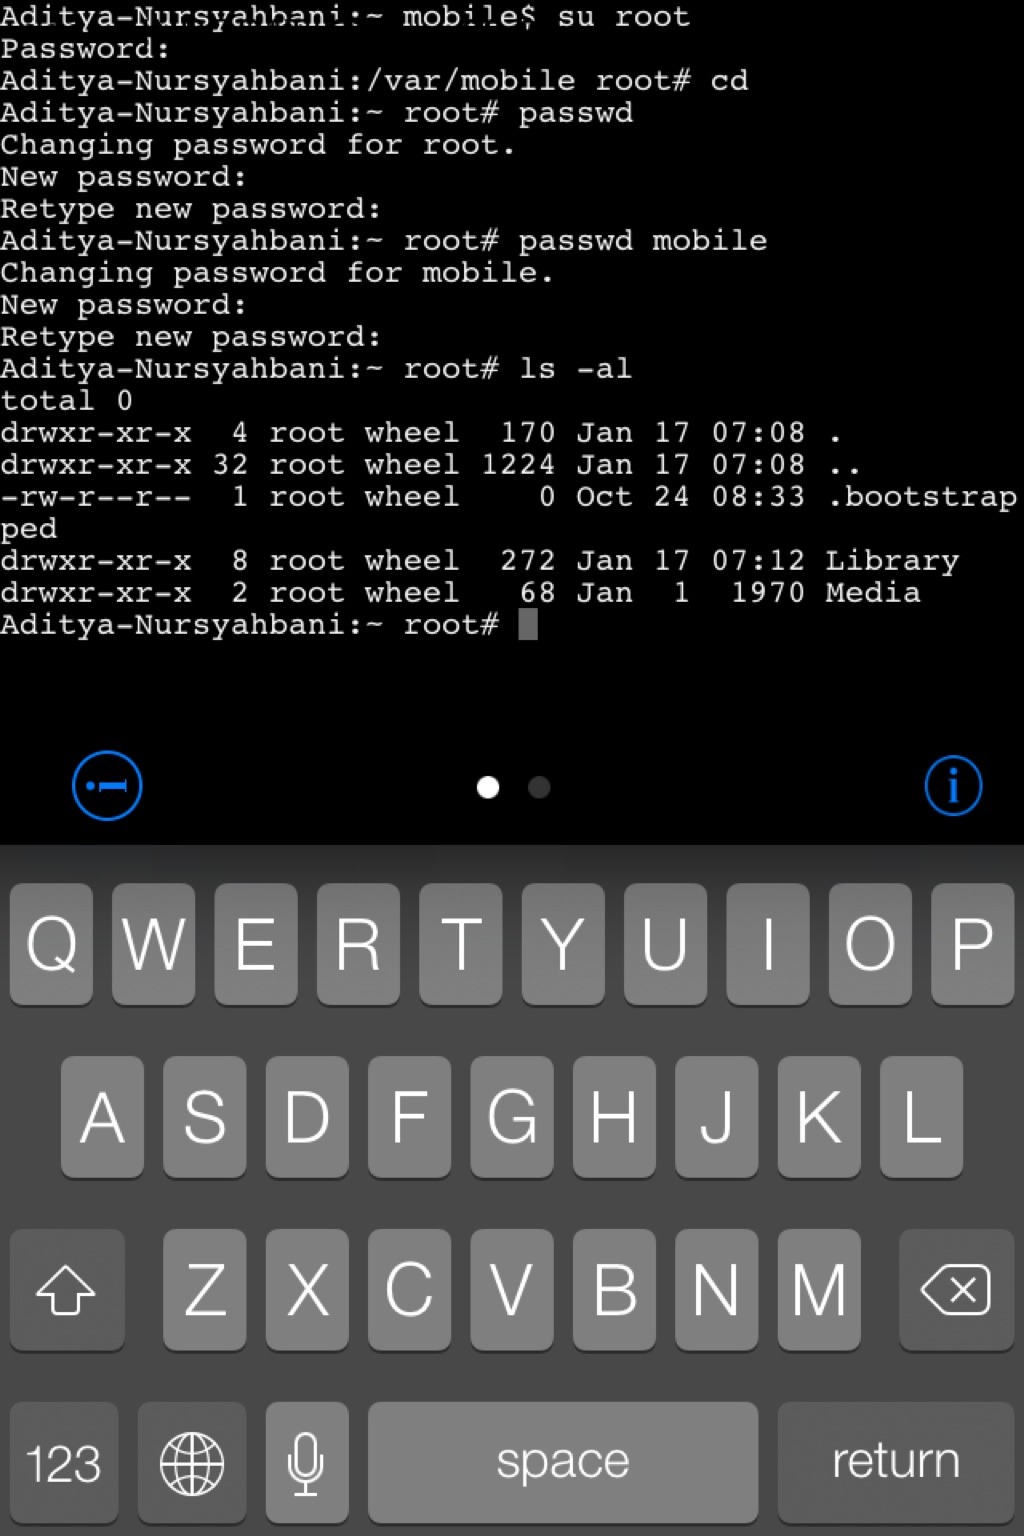 Aditya-Nursyahbani:~ mobile$ su root
Password:
Aditya-Nursyahbani:/var/mobile root# cd
Aditya-Nursyahbani:~ root# passwd
Changing password for root.
New password:
Retype new password:
Aditya-Nursyahbani:~ root# passwd mobile
Changing password for mobile.
New password:
Retype new password:
Aditya-Nursyahbani:~ root# ls -al
total 0
drwxr-xr-x  4 root wheel  170 Jan 17 07:08 .
drwxr-xr-x 32 root wheel 1224 Jan 17 07:08 ..
-rw-r--r--  1 root wheel    0 Oct 24 08:33 .bootstrap
ped
drwxr-xr-x  8 root wheel  272 Jan 17 07:12 Library
drwxr-xr-x  2 root wheel   68 Jan  1  1970 Media
Aditya-Nursyahbani:~ root#
i i
Q W E R T Y U I O P
A S D F G H J K L
Z X C V B N M
123 space return